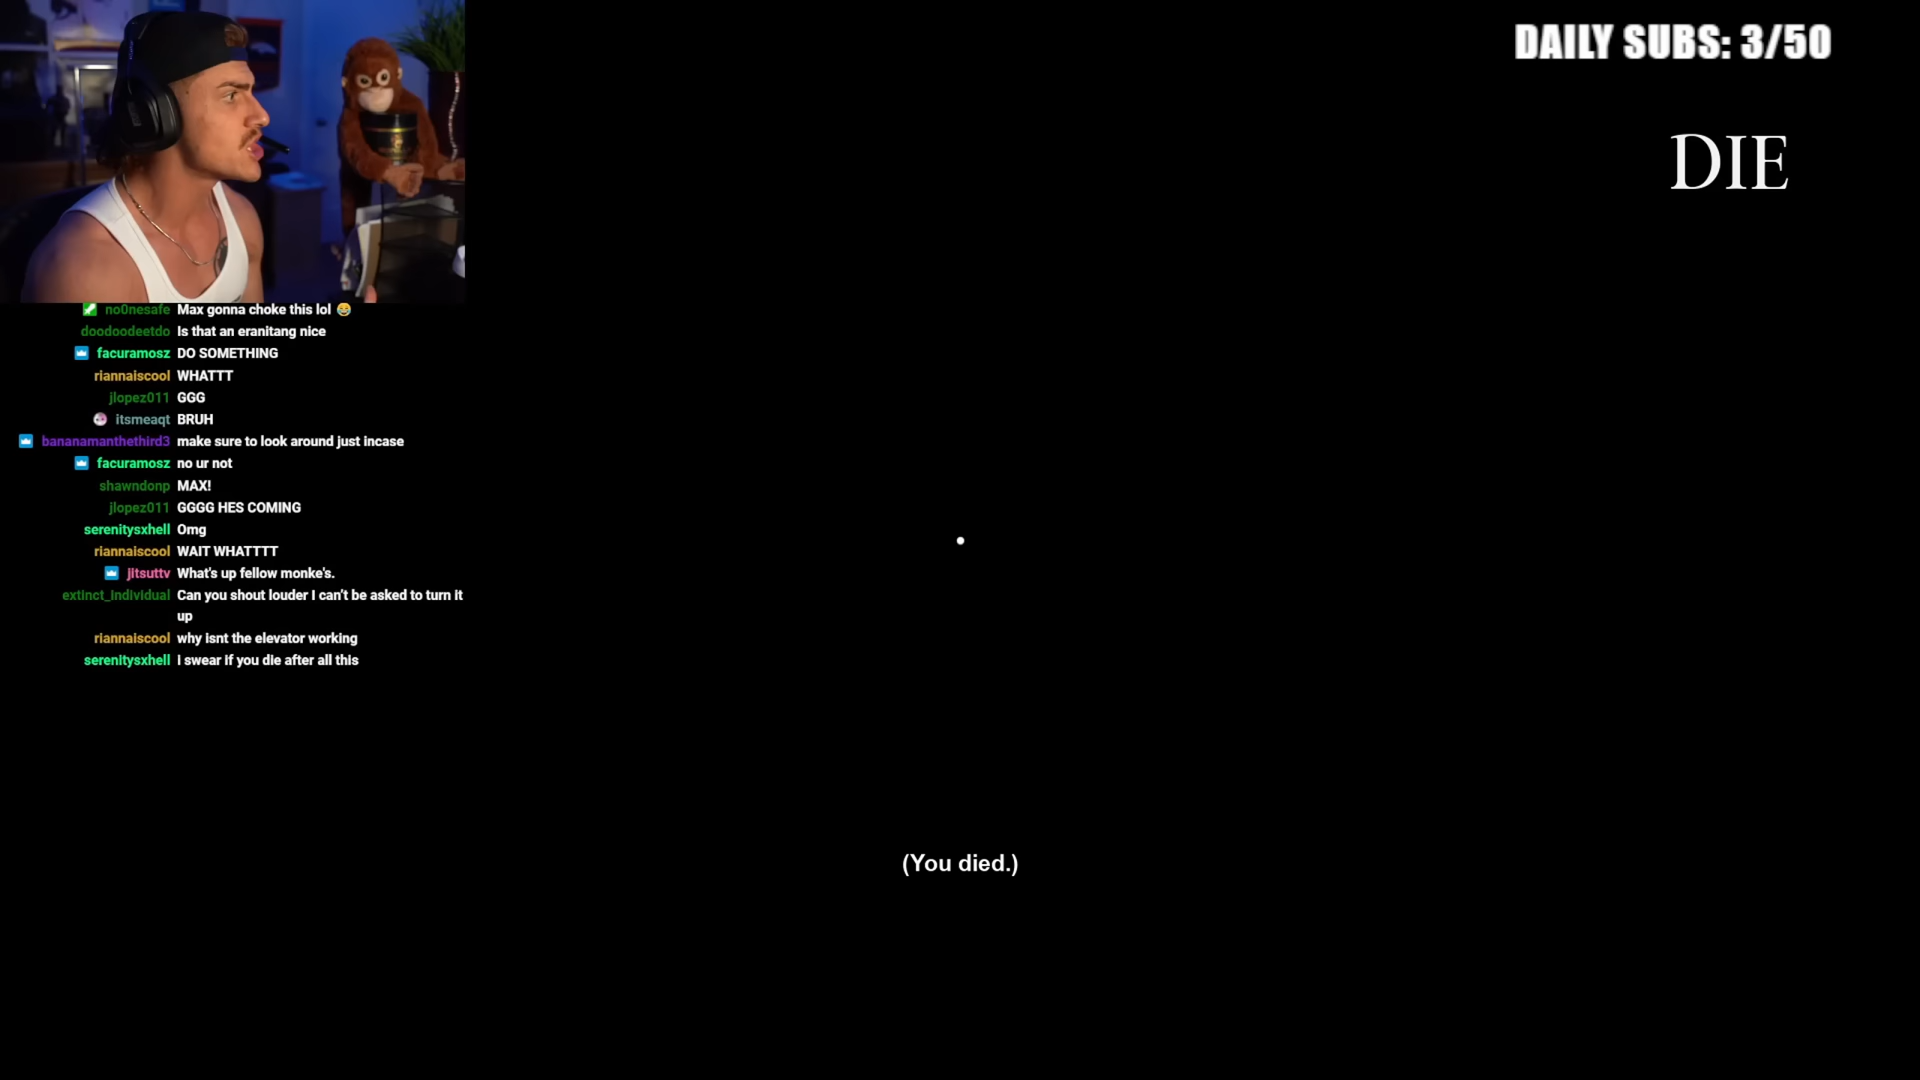 DAILY SUBS: 3/50
DIE
no0nesafe Max gonna choke this lol 😂
doodoodeetdo Is that an eranitang nice
facuramosz DO SOMETHING
riannaiscool WHATTT
jlopez011 GGG
itsmeaqt BRUH
bananamanthethird3 make sure to look around just incase
facuramosz no ur not
shawndonp MAX!
jlopez011 GGGG HES COMING
serenitysxhell Omg
riannaiscool WAIT WHATTTT
jitsuttv What's up fellow monke's.
extinct_individual Can you shout louder I can't be asked to turn it
up
riannaiscool why isnt the elevator working
serenitysxhell I swear if you die after all this
(You died.)